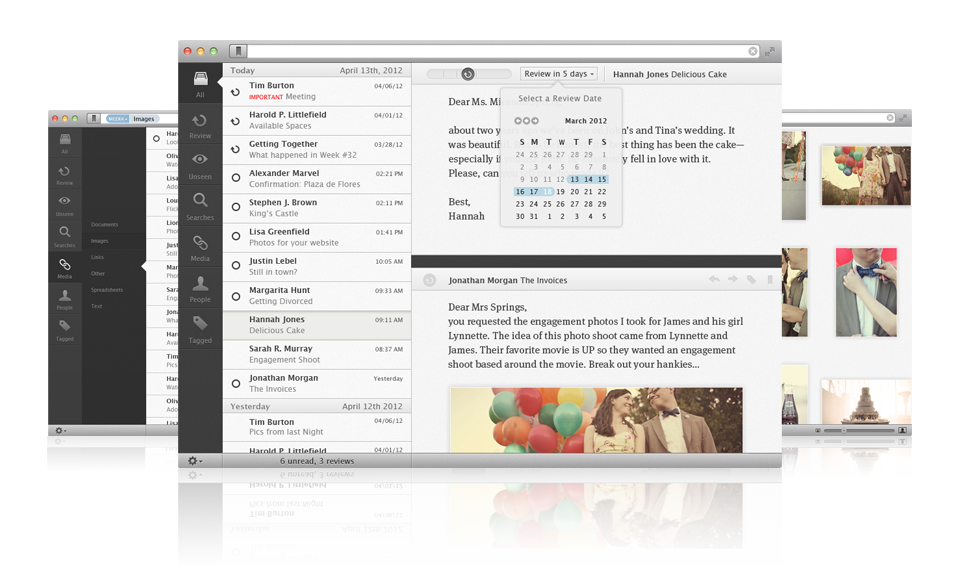 All
Review
Unseen
Searches
Media
People
Tagged
MEDIA
Images
Documents
Images
Links
Other
Spreadsheets
Text
All
Review
Unseen
Searches
Media
People
Tagged
Today April 13th, 2012
Tim Burton 04/06/12
IMPORTANT Meeting
Harold P. Littlefield 04/01/12
Available Spaces
Getting Together 03/28/12
What happened in Week #32
Alexander Marvel 02:21 PM
Confirmation: Plaza de Flores
Stephen J. Brown 02:11 PM
King's Castle
Lisa Greenfield 01:41 PM
Photos for your website
Justin Lebel 10:05 AM
Still in town?
Margarita Hunt 09:33 AM
Getting Divorced
Hannah Jones 09:11 AM
Delicious Cake
Sarah R. Murray 08:37 AM
Engagement Shoot
Jonathan Morgan Yesterday
The Invoices
Yesterday April 12th 2012
Tim Burton 04/06/12
Pics from last Night
Harold P. Littlefield 04/01/12
6 unread, 3 reviews
Review in 5 days
Hannah Jones Delicious Cake
Dear Ms.
about two wedding. It
was beautiful thing has been the cake—
especially fell in love with it.
Please, can
Best,
Hannah
Select a Review Date
March 2012
S M T W F S S
24 25 26 27 28 29 1
2 3 4 5 6 7 8
9 10 11 12 13 14 15
16 17 18 19 20 21 22
23 24 25 26 27 28 29
30 31 1 2 3 4 5
Jonathan Morgan The Invoices
Dear Mrs Springs,
you requested the engagement photos I took for James and his girl
Lynnette. The idea of this photo shoot came from Lynnette and
James. Their favorite movie is UP so they wanted an engagement
shoot based around the movie. Break out your hankies...